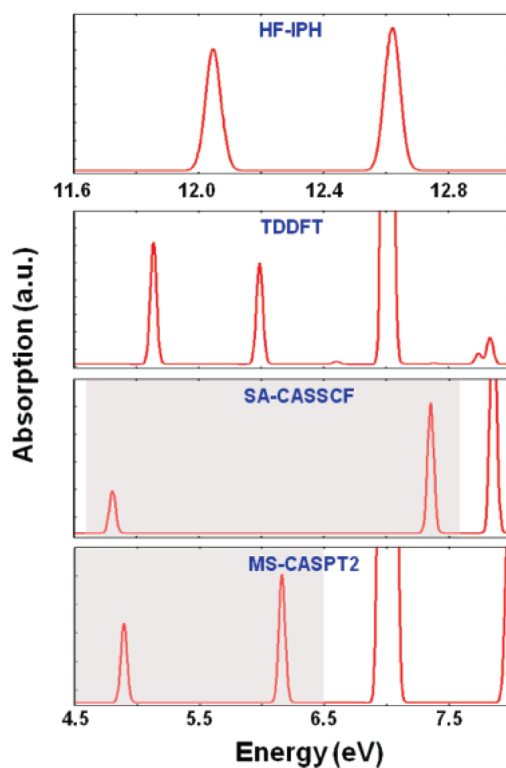 HF-IPH
11.6 12.0 12.4 12.8
TDDFT
Absorption (a.u.)
SA-CASSCF
MS-CASPT2
4.5 5.5 6.5 7.5
Energy (eV)